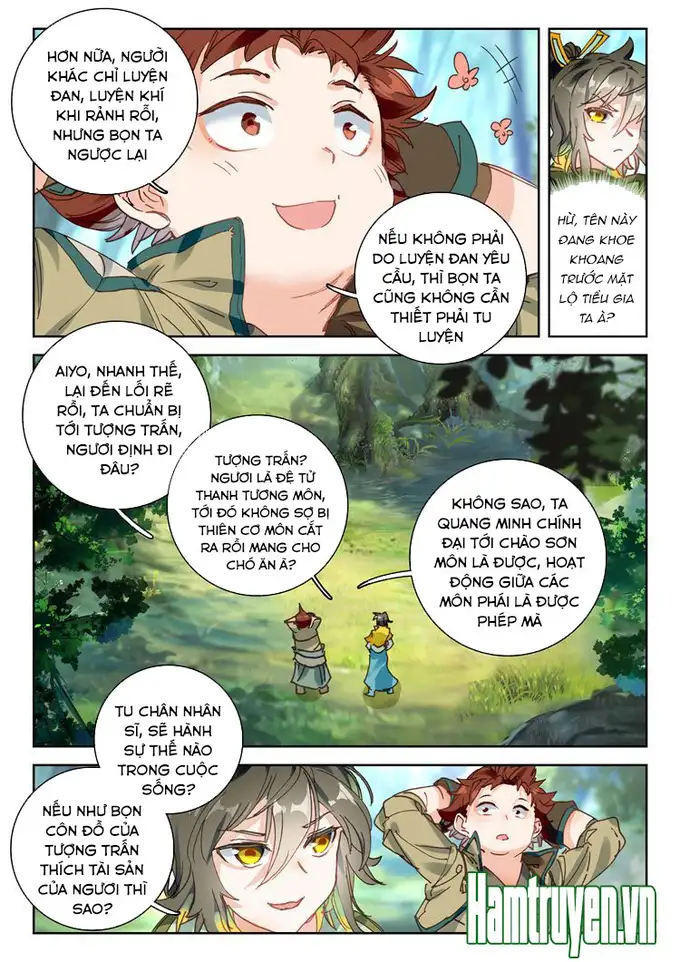 HƠN NỮA, NGƯỜI
KHÁC CHỈ LUYỆN
ĐAN, LUYỆN KHÍ
KHI RẢNH RỖI,
NHƯNG BỌN TA
NGƯỢC LẠI
NẾU KHÔNG PHẢI
DO LUYỆN ĐAN YÊU
CẦU, THÌ BỌN TA
CŨNG KHÔNG CẦN
THIẾT PHẢI TU
LUYỆN
HỪ, TÊN NÀY
ĐANG KHOE
KHOANG
TRƯỚC MẶT
LỘ TIỂU GIA
TA À?
AIYO, NHANH THẾ,
LẠI ĐẾN LỐI RẼ
RỒI, TA CHUẨN BỊ
TỚI TƯỢNG TRẤN,
NGƯƠI ĐỊNH ĐI
ĐÂU?
TƯỢNG TRẤN?
NGƯƠI LÀ ĐỆ TỬ
THANH TƯƠNG MÔN,
TỚI ĐÓ KHÔNG SỢ BỊ
THIÊN CƠ MÔN CẮT
RA RỒI MANG CHO
CHÓ ĂN À?
KHÔNG SAO, TA
QUANG MINH CHÍNH
ĐẠI TỚI CHÀO SƠN
MÔN LÀ ĐƯỢC, HOẠT
ĐỘNG GIỮA CÁC
MÔN PHÁI LÀ ĐƯỢC
PHÉP MÀ
TU CHÂN NHÂN
SĨ, SẼ HÀNH
SỰ THẾ NÀO
TRONG CUỘC
SỐNG?
NẾU NHƯ BỌN
CÔN ĐỒ CỦA
TƯỢNG TRẤN
THÍCH TÀI SẢN
CỦA NGƯƠI THÌ
SAO?
Hamtruyen.vn